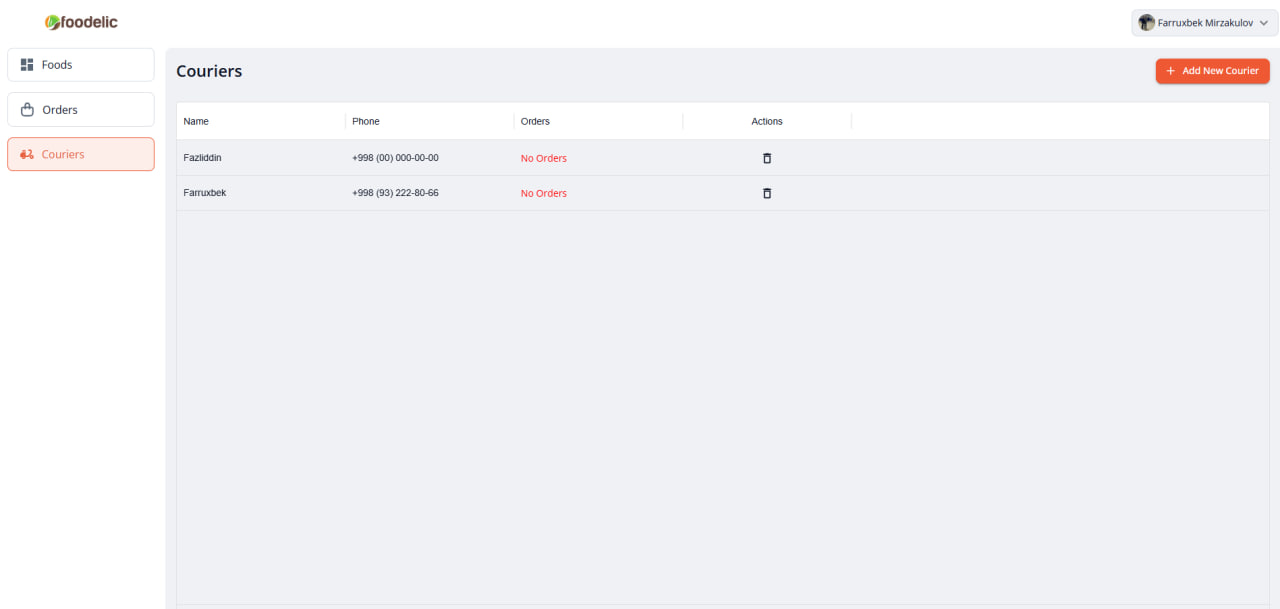 foodelic
Farruxbek Mirzakulov
Foods
Orders
Couriers
Couriers
+ Add New Courier
Name Phone Orders Actions
Fazliddin +998 (00) 000-00-00 No Orders
Farruxbek +998 (93) 222-80-66 No Orders